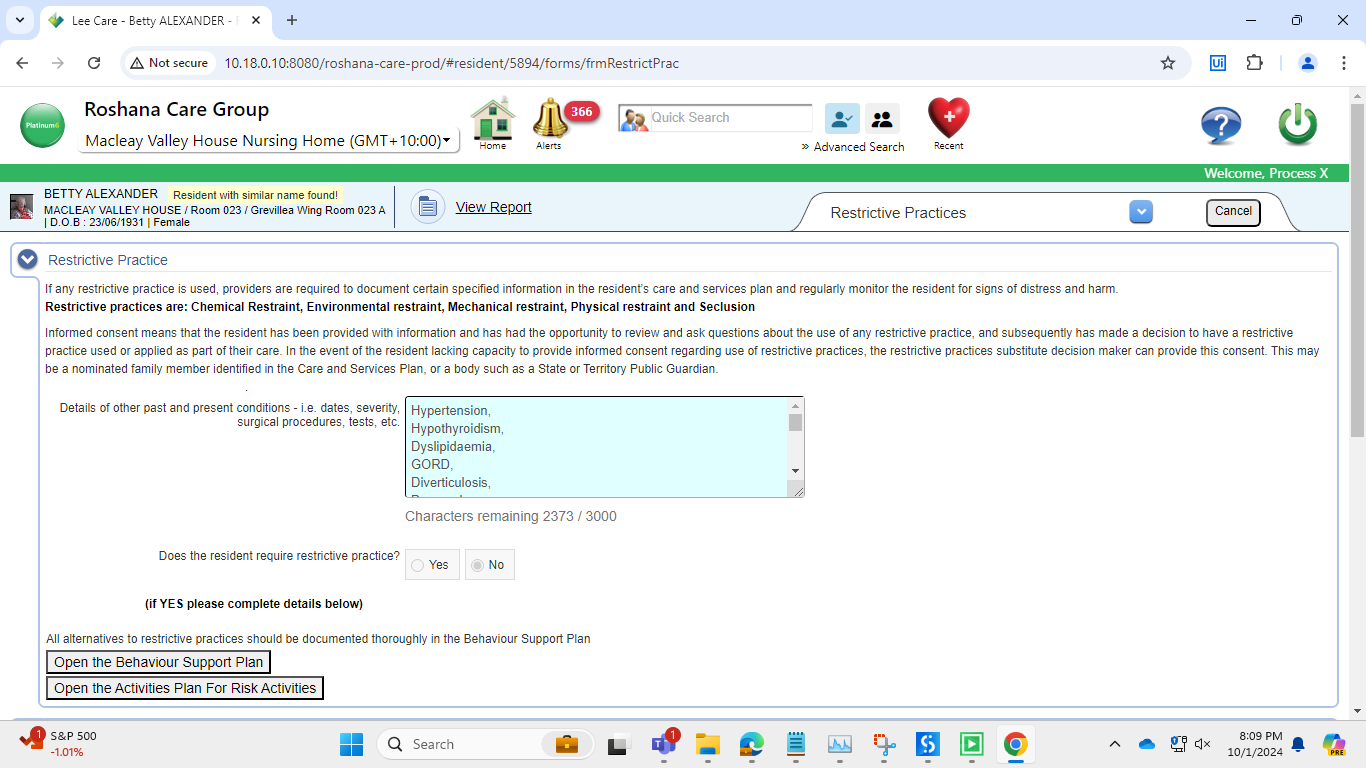 Lee Care - Betty ALEXANDER -
Not secure
10.18.0.10:8080/roshana-care-prod/#resident/5894/forms/frmRestrictPrac
Platinum6
Roshana Care Group
Macleay Valley House Nursing Home (GMT+10:00)
Home
366
Alerts
Quick Search
» Advanced Search
Recent
Welcome, Process X
BETTY ALEXANDER Resident with similar name found!
MACLEAY VALLEY HOUSE / Room 023 / Grevillea Wing Room 023 A
| D.O.B : 23/06/1931 | Female
View Report
Restrictive Practices
Cancel
Restrictive Practice
If any restrictive practice is used, providers are required to document certain specified information in the resident's care and services plan and regularly monitor the resident for signs of distress and harm.
Restrictive practices are: Chemical Restraint, Environmental restraint, Mechanical restraint, Physical restraint and Seclusion
Informed consent means that the resident has been provided with information and has had the opportunity to review and ask questions about the use of any restrictive practice, and subsequently has made a decision to have a restrictive
practice used or applied as part of their care. In the event of the resident lacking capacity to provide informed consent regarding use of restrictive practices, the restrictive practices substitute decision maker can provide this consent. This may
be a nominated family member identified in the Care and Services Plan, or a body such as a State or Territory Public Guardian.
.
Details of other past and present conditions - i.e. dates, severity,
surgical procedures, tests, etc.
Hypertension,
Hypothyroidism,
Dyslipidaemia,
GORD,
Diverticulosis,
Characters remaining 2373 / 3000
Does the resident require restrictive practice?
Yes
No
(if YES please complete details below)
All alternatives to restrictive practices should be documented thoroughly in the Behaviour Support Plan
Open the Behaviour Support Plan
Open the Activities Plan For Risk Activities
1
S&P 500
-1.01%
Search
1
8:09 PM
10/1/2024
PRE